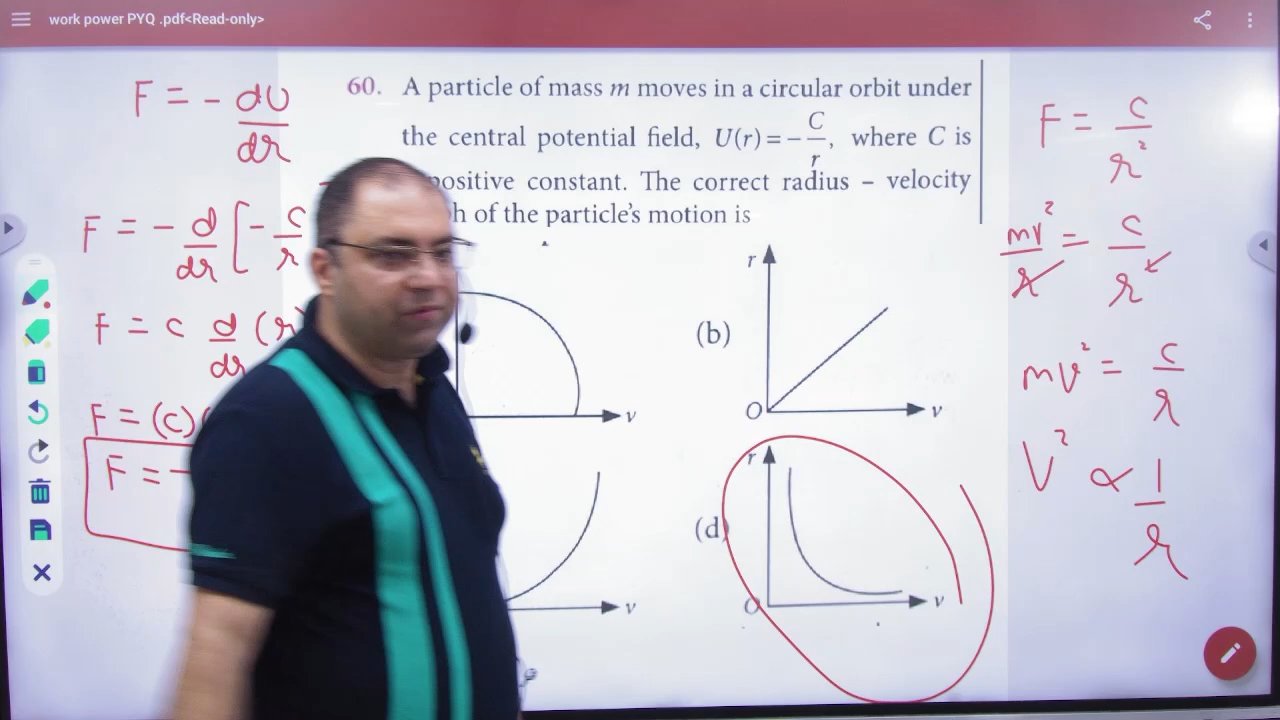 work power PYQ .pdf<Read-only>
F = - dU/dr
F = - d/dr [ - c/r
F = c d/dr (r
F = (c)
F = -
60. A particle of mass m moves in a circular orbit under
the central potential field, U(r) = - C/r, where C is
positive constant. The correct radius – velocity
of the particle's motion is
v
r
(b)
O
v
v
r
(d)
O
v
F = c/r²
mv²/r = c/r²
mv² = c/r
V² ∝ 1/r